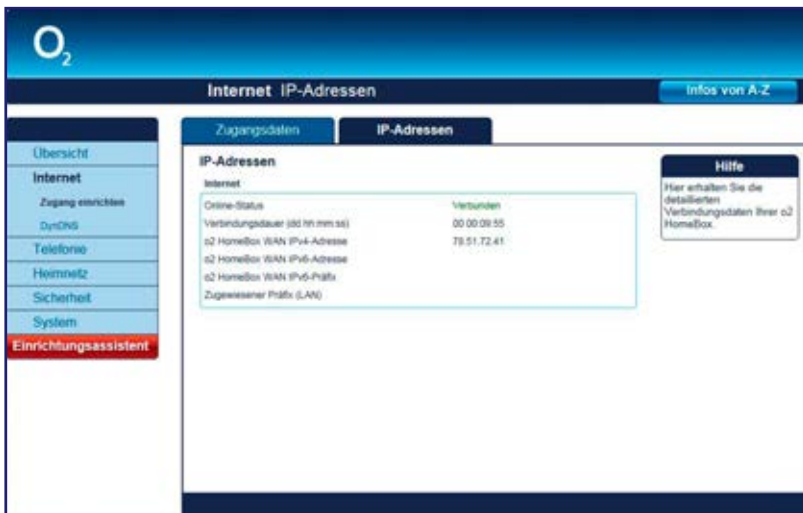 O2
Internet IP-Adressen
Infos von A-Z
Zugangsdaten
IP-Adressen
Übersicht
Internet
Zugang einrichten
DynDNS
Telefonie
Heimnetz
Sicherheit
System
Einrichtungsassistent
IP-Adressen
Internet
Online-Status Verbunden
Verbindungsdauer (dd:hh:mm:ss) 00:00:09:55
o2 HomeBox WAN IPv4-Adresse 78.51.72.41
o2 HomeBox WAN IPv6-Adresse
o2 HomeBox WAN IPv6-Präfix
Zugewiesener Präfix (LAN)
Hilfe
Hier erhalten Sie die
detaillierten
Verbindungsdaten Ihrer o2
HomeBox.